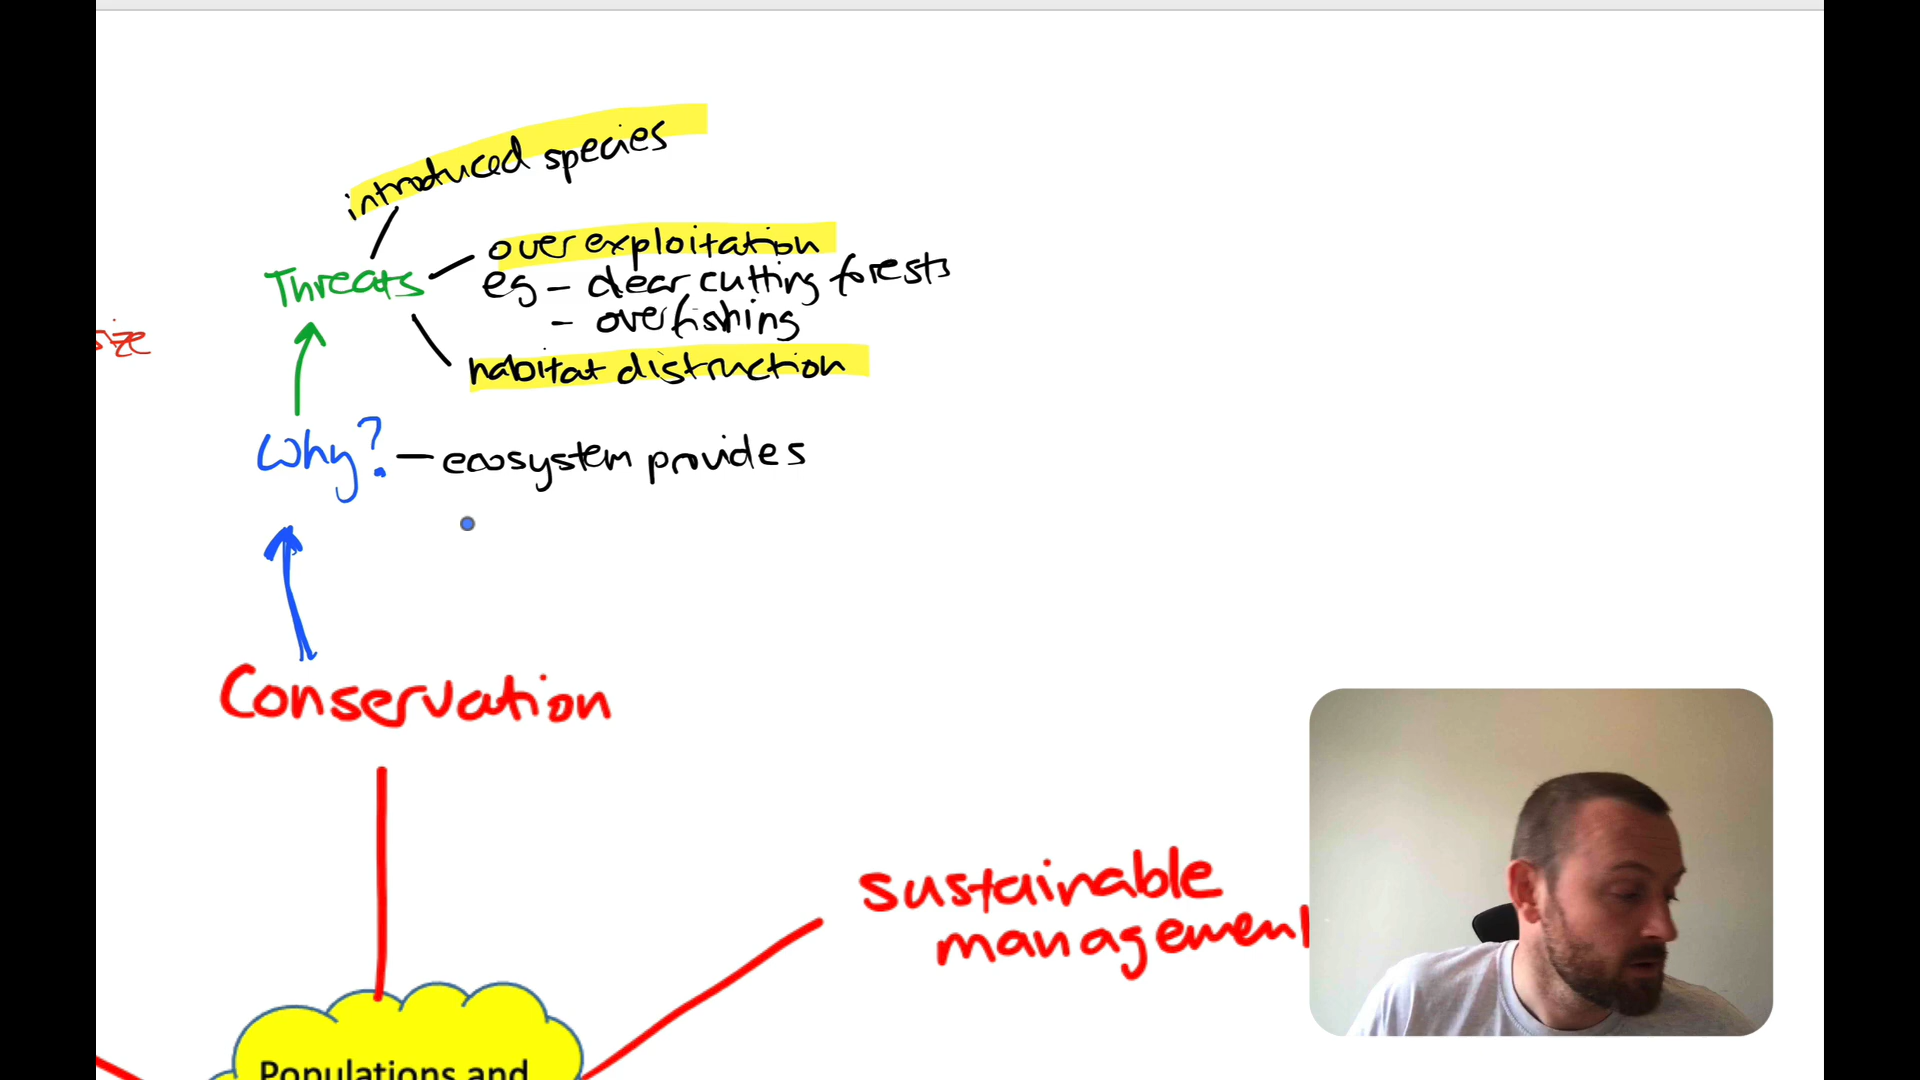 introduced species
over exploitation
Threats
eg - clear cutting forests
- overfishing
size
habitat distruction
Why? - ecosystem provides
Conservation
sustainable
management
Populations and